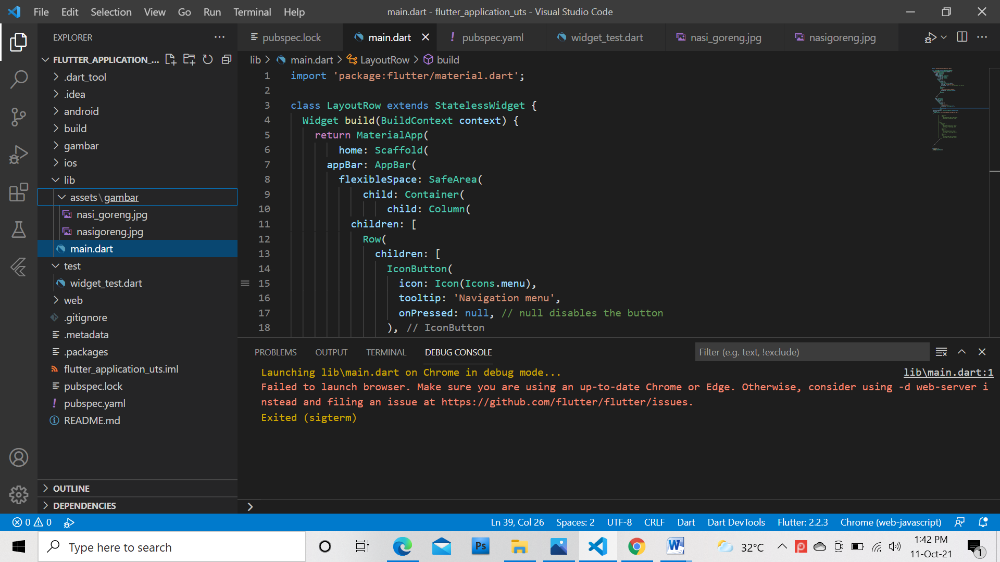 File Edit Selection View Go Run Terminal Help
main.dart - flutter_application_uts - Visual Studio Code
EXPLORER
FLUTTER_APPLICATION_...
.dart_tool
.idea
android
build
gambar
ios
lib
assets\gambar
nasi_goreng.jpg
nasigoreng.jpg
main.dart
test
widget_test.dart
web
.gitignore
.metadata
.packages
flutter_application_uts.iml
pubspec.lock
pubspec.yaml
README.md
OUTLINE
DEPENDENCIES
pubspec.lock main.dart pubspec.yaml widget_test.dart nasi_goreng.jpg nasigoreng.jpg
lib > main.dart > LayoutRow > build
1 import 'package:flutter/material.dart';
2
3 class LayoutRow extends StatelessWidget {
4 Widget build(BuildContext context) {
5 return MaterialApp(
6 home: Scaffold(
7 appBar: AppBar(
8 flexibleSpace: SafeArea(
9 child: Container(
10 child: Column(
11 children: [
12 Row(
13 children: [
14 IconButton(
15 icon: Icon(Icons.menu),
16 tooltip: 'Navigation menu',
17 onPressed: null, // null disables the button
18 ), // IconButton
PROBLEMS OUTPUT TERMINAL DEBUG CONSOLE
Filter (e.g. text, !exclude)
Launching lib\main.dart on Chrome in debug mode... lib\main.dart:1
Failed to launch browser. Make sure you are using an up-to-date Chrome or Edge. Otherwise, consider using -d web-server i
nstead and filing an issue at https://github.com/flutter/flutter/issues.
Exited (sigterm)
0 0
Ln 39, Col 26 Spaces: 2 UTF-8 CRLF Dart Dart DevTools Flutter: 2.2.3 Chrome (web-javascript)
Type here to search
Ps
W
32°C
1:42 PM
11-Oct-21
1